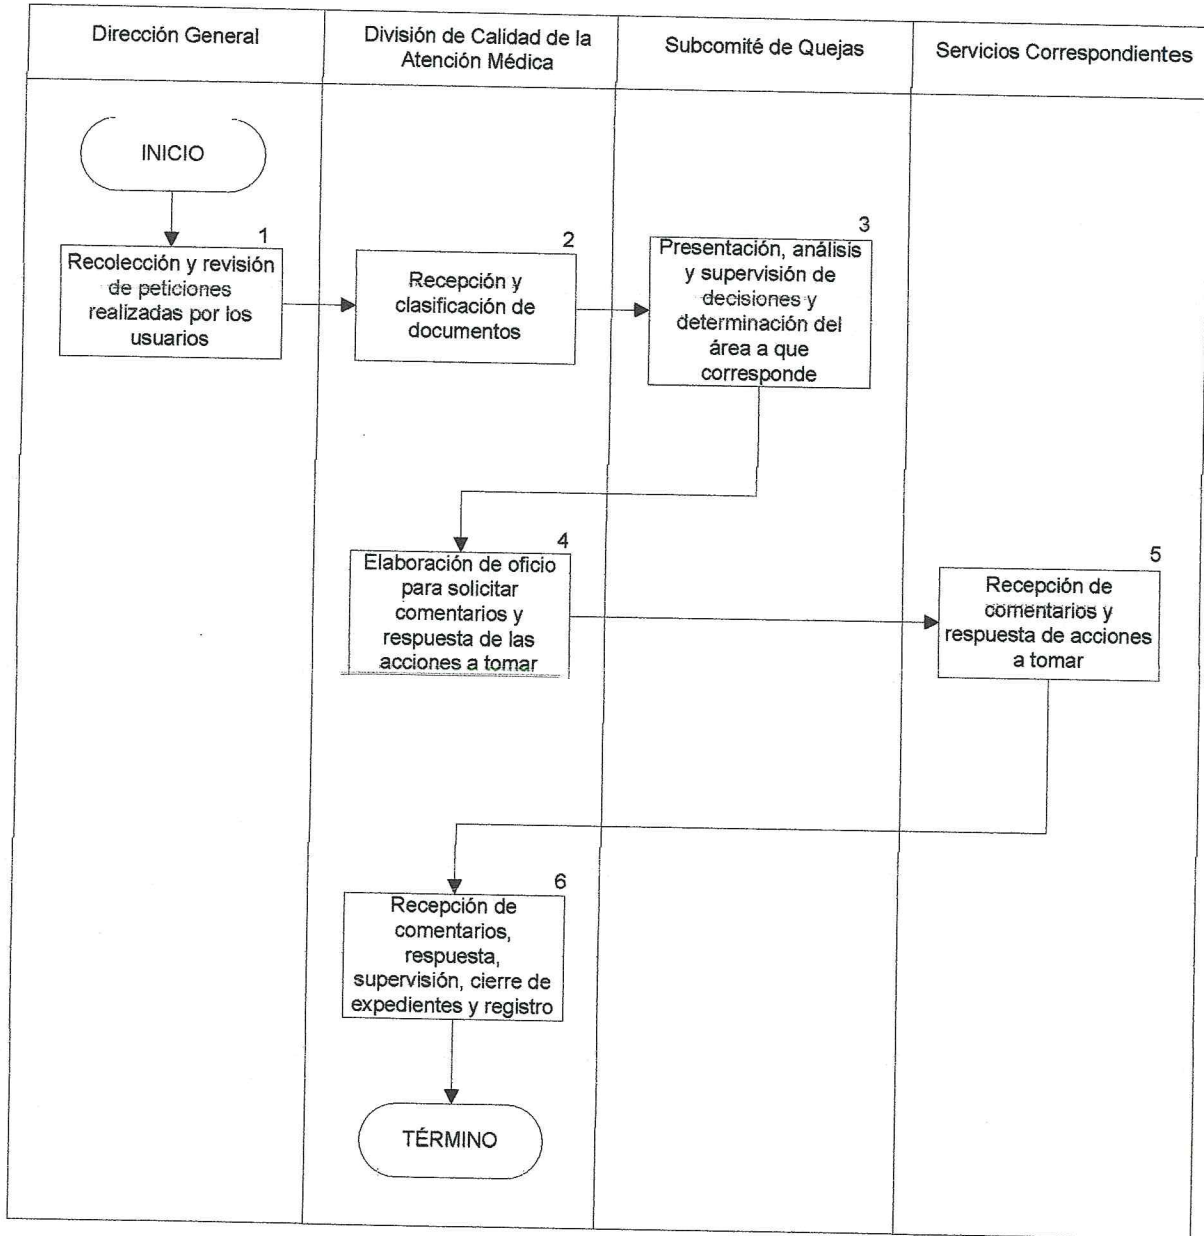 Dirección General
División de Calidad de la
Atención Médica
Subcomité de Quejas
Servicios Correspondientes
INICIO
1
Recolección y revisión
de peticiones
realizadas por los
usuarios
2
Recepción y
clasificación de
documentos
3
Presentación, análisis
y supervisión de
decisiones y
determinación del
área a que
corresponde
4
Elaboración de oficio
para solicitar
comentarios y
respuesta de las
acciones a tomar
5
Recepción de
comentarios y
respuesta de acciones
a tomar
6
Recepción de
comentarios,
respuesta,
supervisión, cierre de
expedientes y registro
TÉRMINO